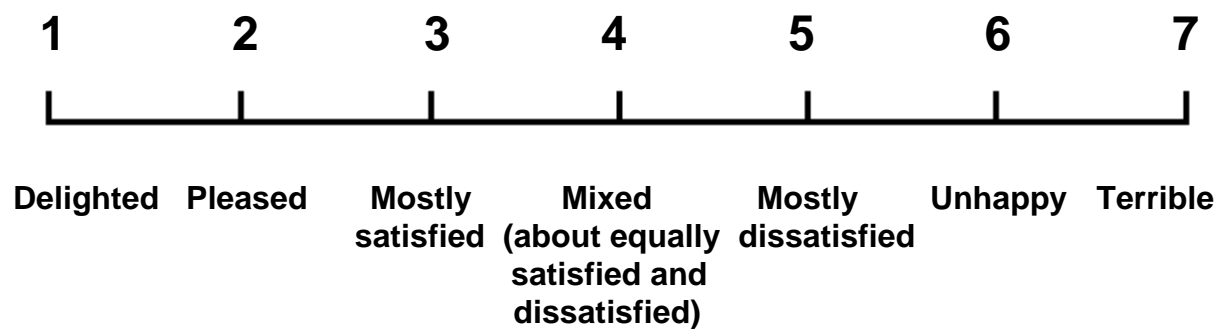 1 2 3 4 5 6 7
Delighted Pleased Mostly Mixed Mostly Unhappy Terrible
satisfied (about equally dissatisfied
satisfied and
dissatisfied)